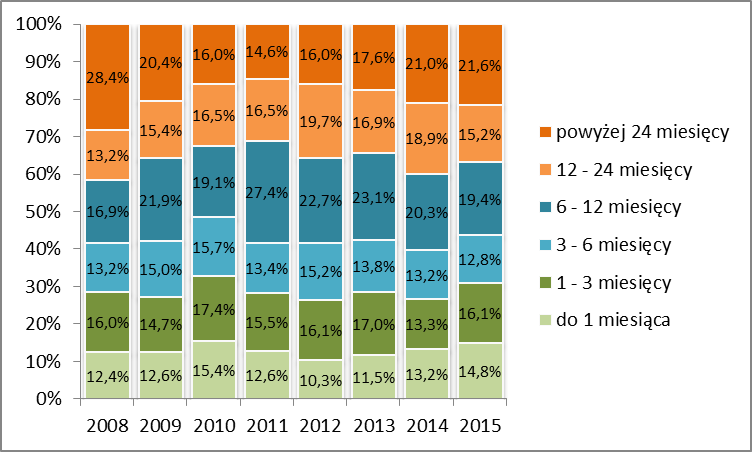 100%
90%
80%
70%
60%
50%
40%
30%
20%
10%
0%
28,4% 20,4% 16,0% 14,6% 16,0% 17,6% 21,0% 21,6%
13,2% 15,4% 16,5% 16,5% 19,7% 16,9% 18,9% 15,2%
16,9% 21,9% 19,1% 27,4% 22,7% 23,1% 20,3% 19,4%
13,2% 15,0% 15,7% 13,4% 15,2% 13,8% 13,2% 12,8%
16,0% 14,7% 17,4% 15,5% 16,1% 17,0% 13,3% 16,1%
12,4% 12,6% 15,4% 12,6% 10,3% 11,5% 13,2% 14,8%
2008 2009 2010 2011 2012 2013 2014 2015
powyżej 24 miesięcy
12 - 24 miesięcy
6 - 12 miesięcy
3 - 6 miesięcy
1 - 3 miesięcy
do 1 miesiąca